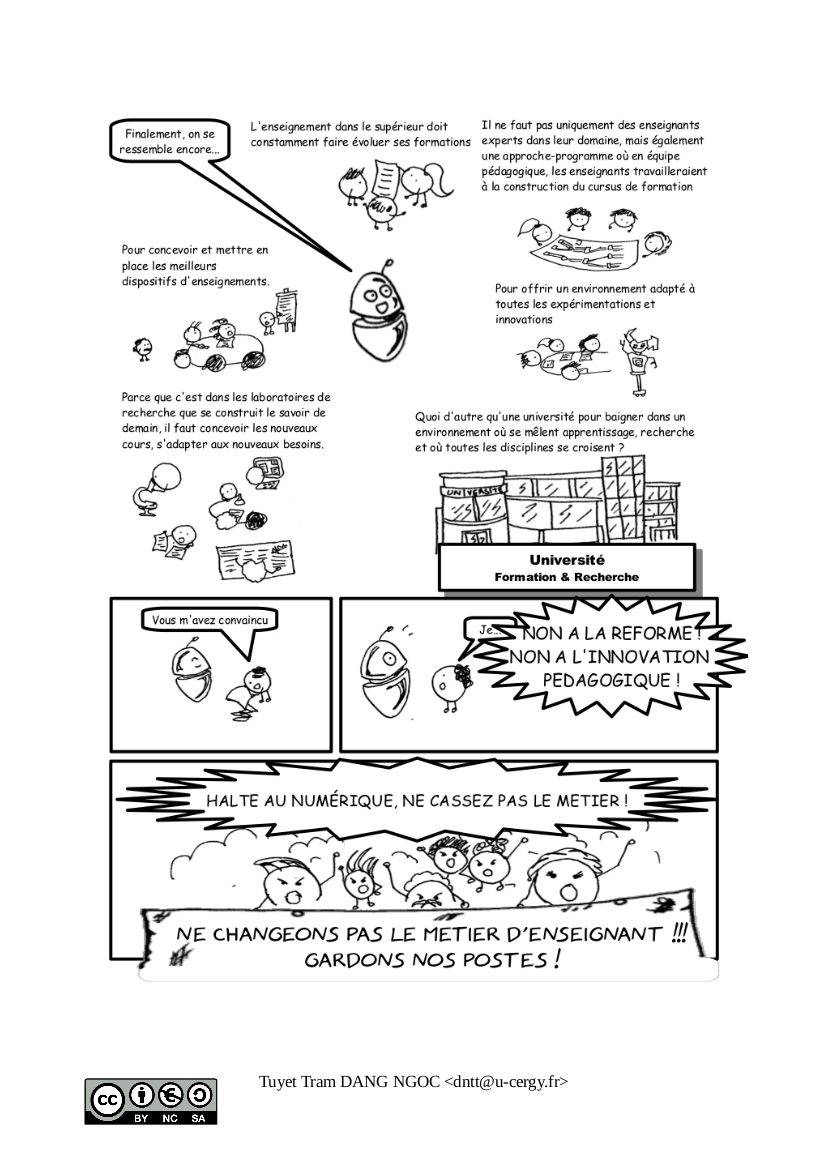 Finalement, on se
ressemble encore...
L'enseignement dans le supérieur doit
constamment faire évoluer ses formations
Il ne faut pas uniquement des enseignants
experts dans leur domaine, mais également
une approche-programme où en équipe
pédagogique, les enseignants travailleraient
à la construction du cursus de formation
Pour concevoir et mettre en
place les meilleurs
dispositifs d'enseignements.
Pour offrir un environnement adapté à
toutes les expérimentations et
innovations
Parce que c'est dans les laboratoires de
recherche que se construit le savoir de
demain, il faut concevoir les nouveaux
cours, s'adapter aux nouveaux besoins.
Quoi d'autre qu'une université pour baigner dans un
environnement où se mêlent apprentissage, recherche
et où toutes les disciplines se croisent ?
UNIVERSITÉ
Université
Formation & Recherche
Vous m'avez convaincu
Je...
NON A LA REFORME !
NON A L'INNOVATION
PEDAGOGIQUE !
HALTE AU NUMÉRIQUE, NE CASSEZ PAS LE METIER !
NE CHANGEONS PAS LE METIER D'ENSEIGNANT !!!
GARDONS NOS POSTES !
Tuyet Tram DANG NGOC <dntt@u-cergy.fr>
cc
BY NC SA